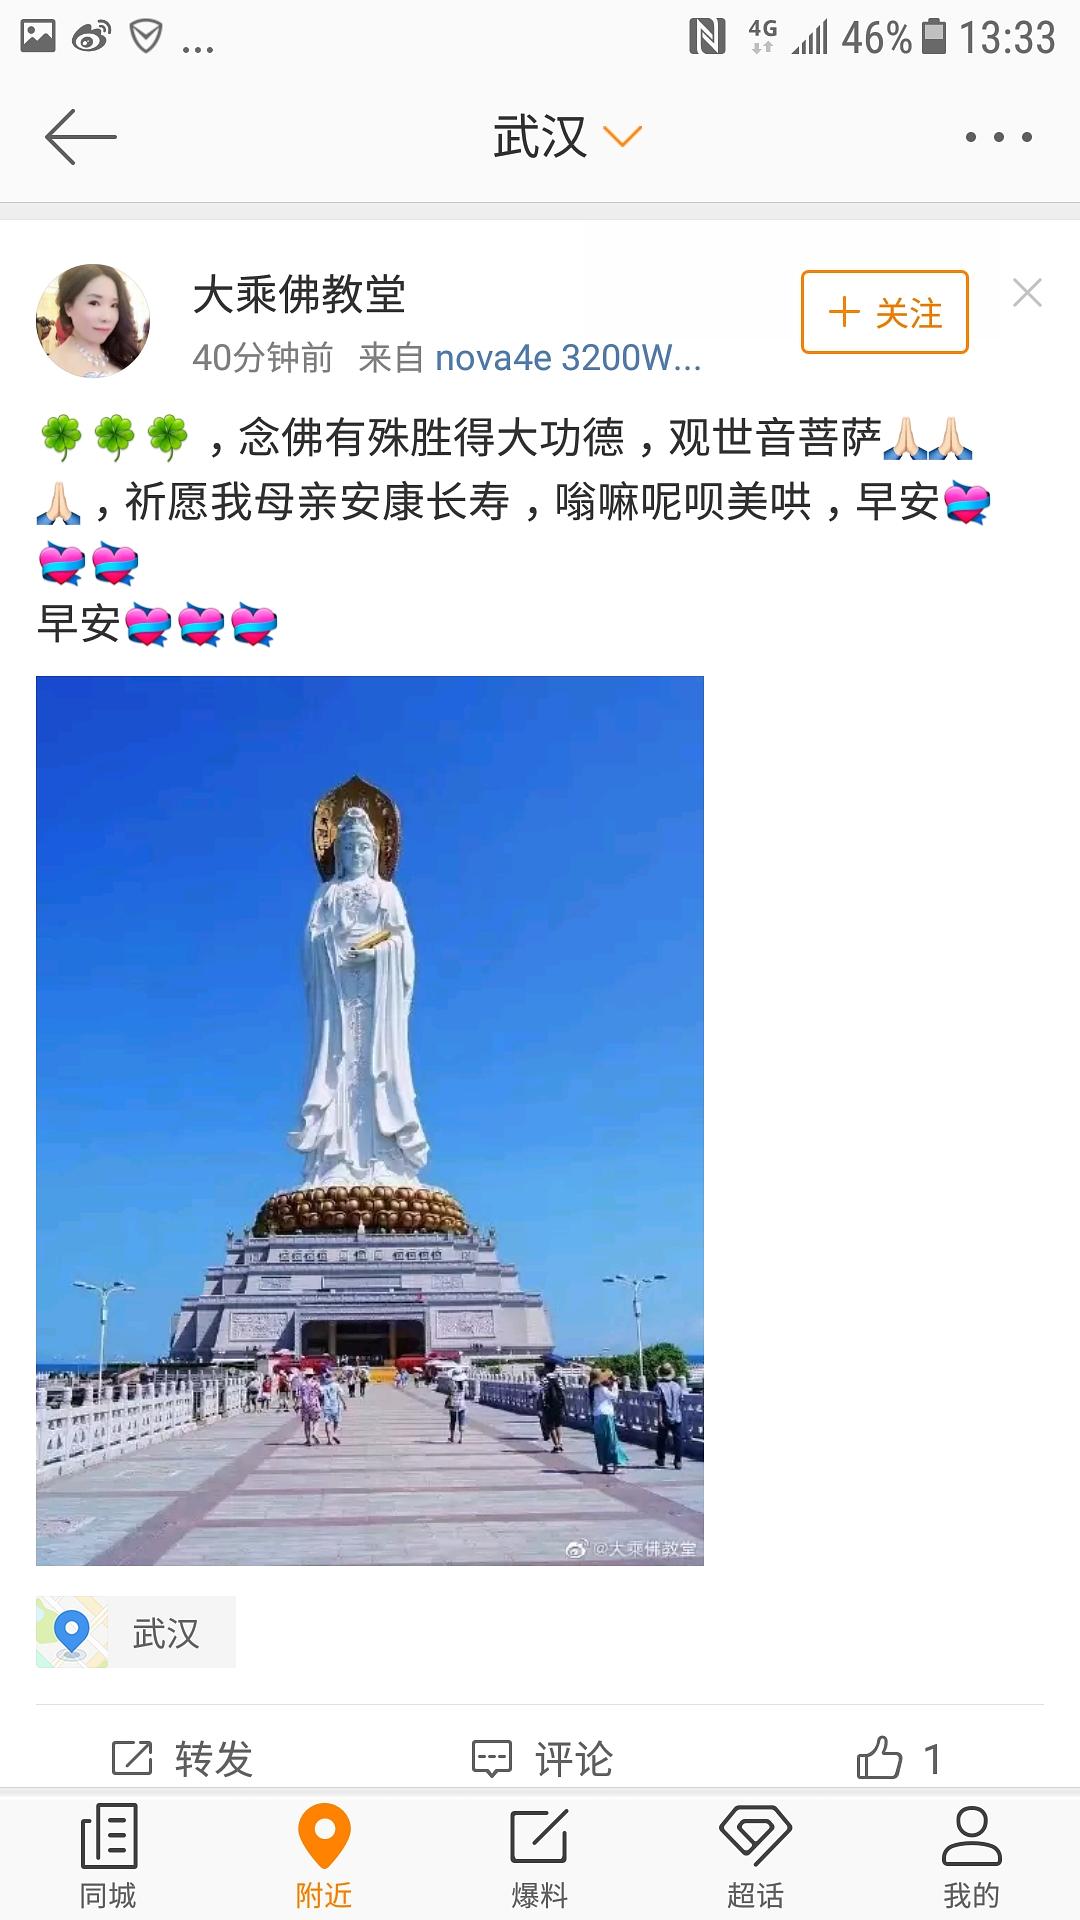 ... 4G 46% 13:33
武汉
大乘佛教堂
+ 关注
40分钟前 来自 nova4e 3200W...
🍀🍀🍀，念佛有殊胜得大功德，观世音菩萨🙏🏻🙏🏻
🙏🏻，祈愿我母亲安康长寿，嗡嘛呢呗美哄，早安💝
💝💝
早安💝💝💝
@大乘佛教堂
武汉
转发 评论 1
同城 附近 爆料 超话 我的